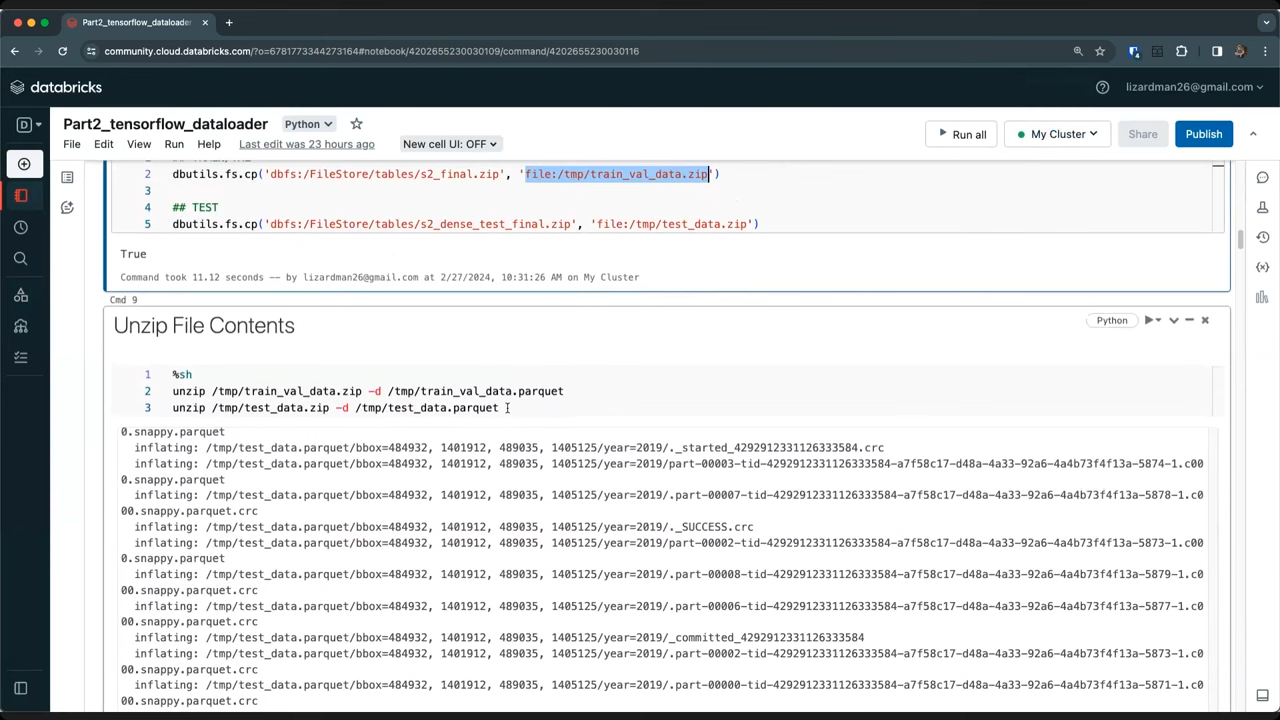 Part2_tensorflow_dataloader
community.cloud.databricks.com/?o=6781773344273164#notebook/4202655230030109/command/4202655230030116
databricks
lizardman26@gmail.com
D
Part2_tensorflow_dataloader
Python
File Edit View Run Help Last edit was 23 hours ago New cell UI: OFF
Run all My Cluster Share Publish
2 dbutils.fs.cp('dbfs:/FileStore/tables/s2_final.zip', 'file:/tmp/train_val_data.zip')
3
4 ## TEST
5 dbutils.fs.cp('dbfs:/FileStore/tables/s2_dense_test_final.zip', 'file:/tmp/test_data.zip')
True
Command took 11.12 seconds -- by lizardman26@gmail.com at 2/27/2024, 10:31:26 AM on My Cluster
Cmd 9
Unzip File Contents
Python
1 %sh
2 unzip /tmp/train_val_data.zip -d /tmp/train_val_data.parquet
3 unzip /tmp/test_data.zip -d /tmp/test_data.parquet
0.snappy.parquet
inflating: /tmp/test_data.parquet/bbox=484932, 1401912, 489035, 1405125/year=2019/._started_4292912331126333584.crc
inflating: /tmp/test_data.parquet/bbox=484932, 1401912, 489035, 1405125/year=2019/part-00003-tid-4292912331126333584-a7f58c17-d48a-4a33-92a6-4a4b73f4f13a-5874-1.c00
0.snappy.parquet
inflating: /tmp/test_data.parquet/bbox=484932, 1401912, 489035, 1405125/year=2019/.part-00007-tid-4292912331126333584-a7f58c17-d48a-4a33-92a6-4a4b73f4f13a-5878-1.c0
00.snappy.parquet.crc
inflating: /tmp/test_data.parquet/bbox=484932, 1401912, 489035, 1405125/year=2019/._SUCCESS.crc
inflating: /tmp/test_data.parquet/bbox=484932, 1401912, 489035, 1405125/year=2019/part-00002-tid-4292912331126333584-a7f58c17-d48a-4a33-92a6-4a4b73f4f13a-5873-1.c00
0.snappy.parquet
inflating: /tmp/test_data.parquet/bbox=484932, 1401912, 489035, 1405125/year=2019/.part-00008-tid-4292912331126333584-a7f58c17-d48a-4a33-92a6-4a4b73f4f13a-5879-1.c0
00.snappy.parquet.crc
inflating: /tmp/test_data.parquet/bbox=484932, 1401912, 489035, 1405125/year=2019/.part-00006-tid-4292912331126333584-a7f58c17-d48a-4a33-92a6-4a4b73f4f13a-5877-1.c0
00.snappy.parquet.crc
inflating: /tmp/test_data.parquet/bbox=484932, 1401912, 489035, 1405125/year=2019/_committed_4292912331126333584
inflating: /tmp/test_data.parquet/bbox=484932, 1401912, 489035, 1405125/year=2019/.part-00002-tid-4292912331126333584-a7f58c17-d48a-4a33-92a6-4a4b73f4f13a-5873-1.c0
00.snappy.parquet.crc
inflating: /tmp/test_data.parquet/bbox=484932, 1401912, 489035, 1405125/year=2019/.part-00000-tid-4292912331126333584-a7f58c17-d48a-4a33-92a6-4a4b73f4f13a-5871-1.c0
00.snappy.parquet.crc